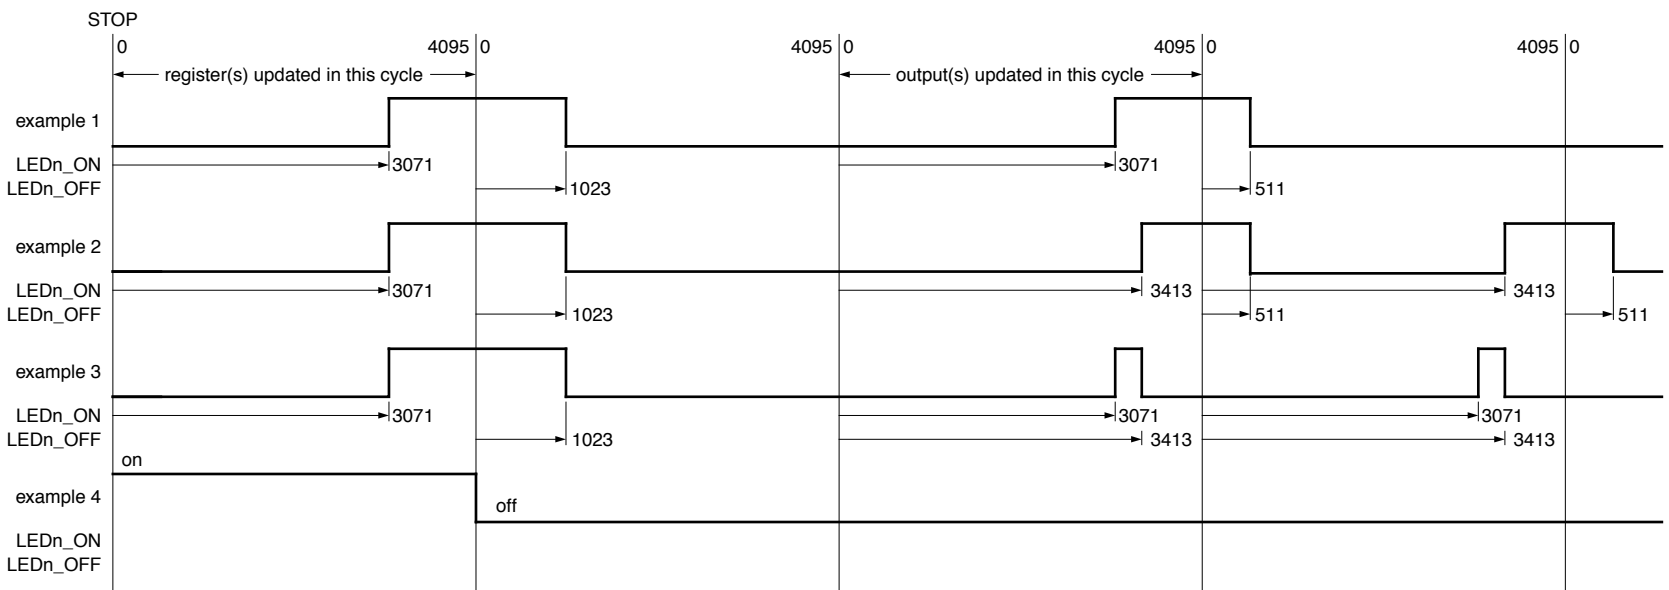 STOP
0 4095 0 4095 0 4095 0 4095 0
register(s) updated in this cycle output(s) updated in this cycle
example 1
LEDn_ON 3071 3071
LEDn_OFF 1023 511
example 2
LEDn_ON 3071 3413 3413
LEDn_OFF 1023 511 511
example 3
LEDn_ON 3071 3071 3071
LEDn_OFF 1023 3413 3413
on
example 4 off
LEDn_ON
LEDn_OFF